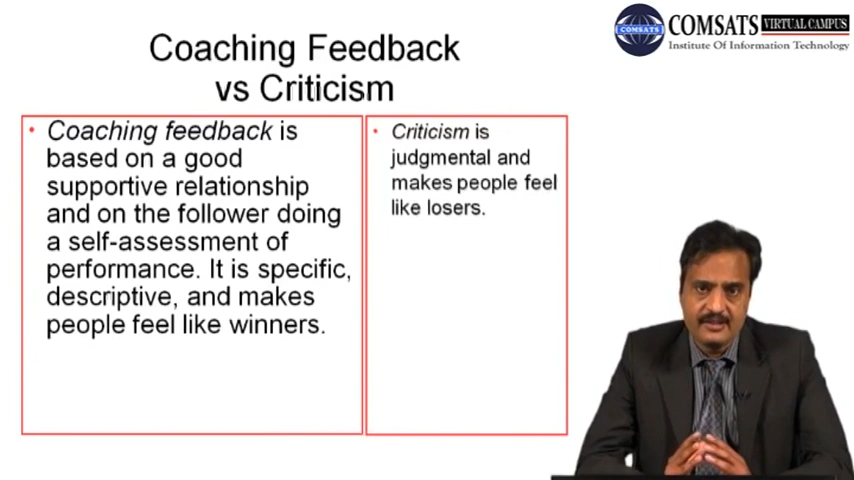 COMSATS
COMSATS VIRTUAL CAMPUS
Institute Of Information Technology
Coaching Feedback
vs Criticism
• Coaching feedback is
based on a good
supportive relationship
and on the follower doing
a self-assessment of
performance. It is specific,
descriptive, and makes
people feel like winners.
• Criticism is
judgmental and
makes people feel
like losers.